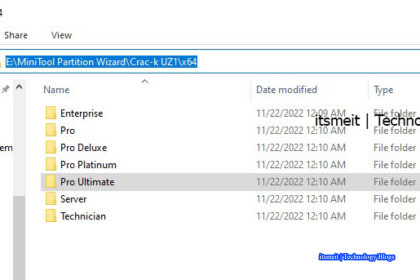 Share View
E:\MiniTool Partition Wizard\Crac-k UZ1\x64
Name Date modified Type
Enterprise 11/22/2022 12:09 AM File folder
itsmeit | Techno
Pro 11/22/2022 12:10 AM File folder
Pro Deluxe 11/22/2022 12:10 AM File folder
em
Pro Platinum 11/22/2022 12:10 AM File folder
Pro Ultimate 11/22/2022 12:10 AM File folder
Server 11/22/2022 12:10 AM File folder
Technician 11/22/2022 12:10 AM File folder
itsmeit | Technology Blogs